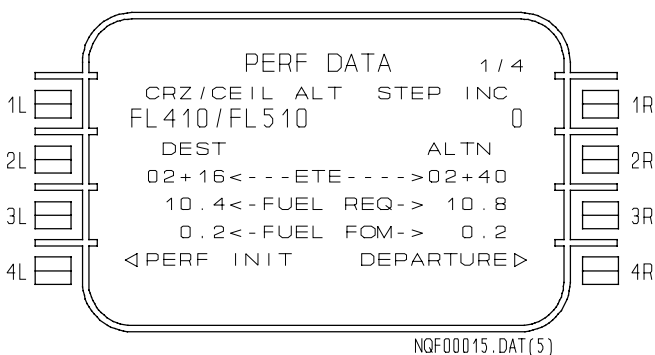 PERF DATA 1/4
CRZ/CEIL ALT STEP INC
1L 1R
FL410/FL510 0
DEST ALTN
2L 2R
02+16<---ETE---->02+40
10.4<-FUEL REQ-> 10.8
3L 3R
0.2<-FUEL FOM-> 0.2
◁PERF INIT DEPARTURE▷
4L 4R
NQF00015.DAT(5)